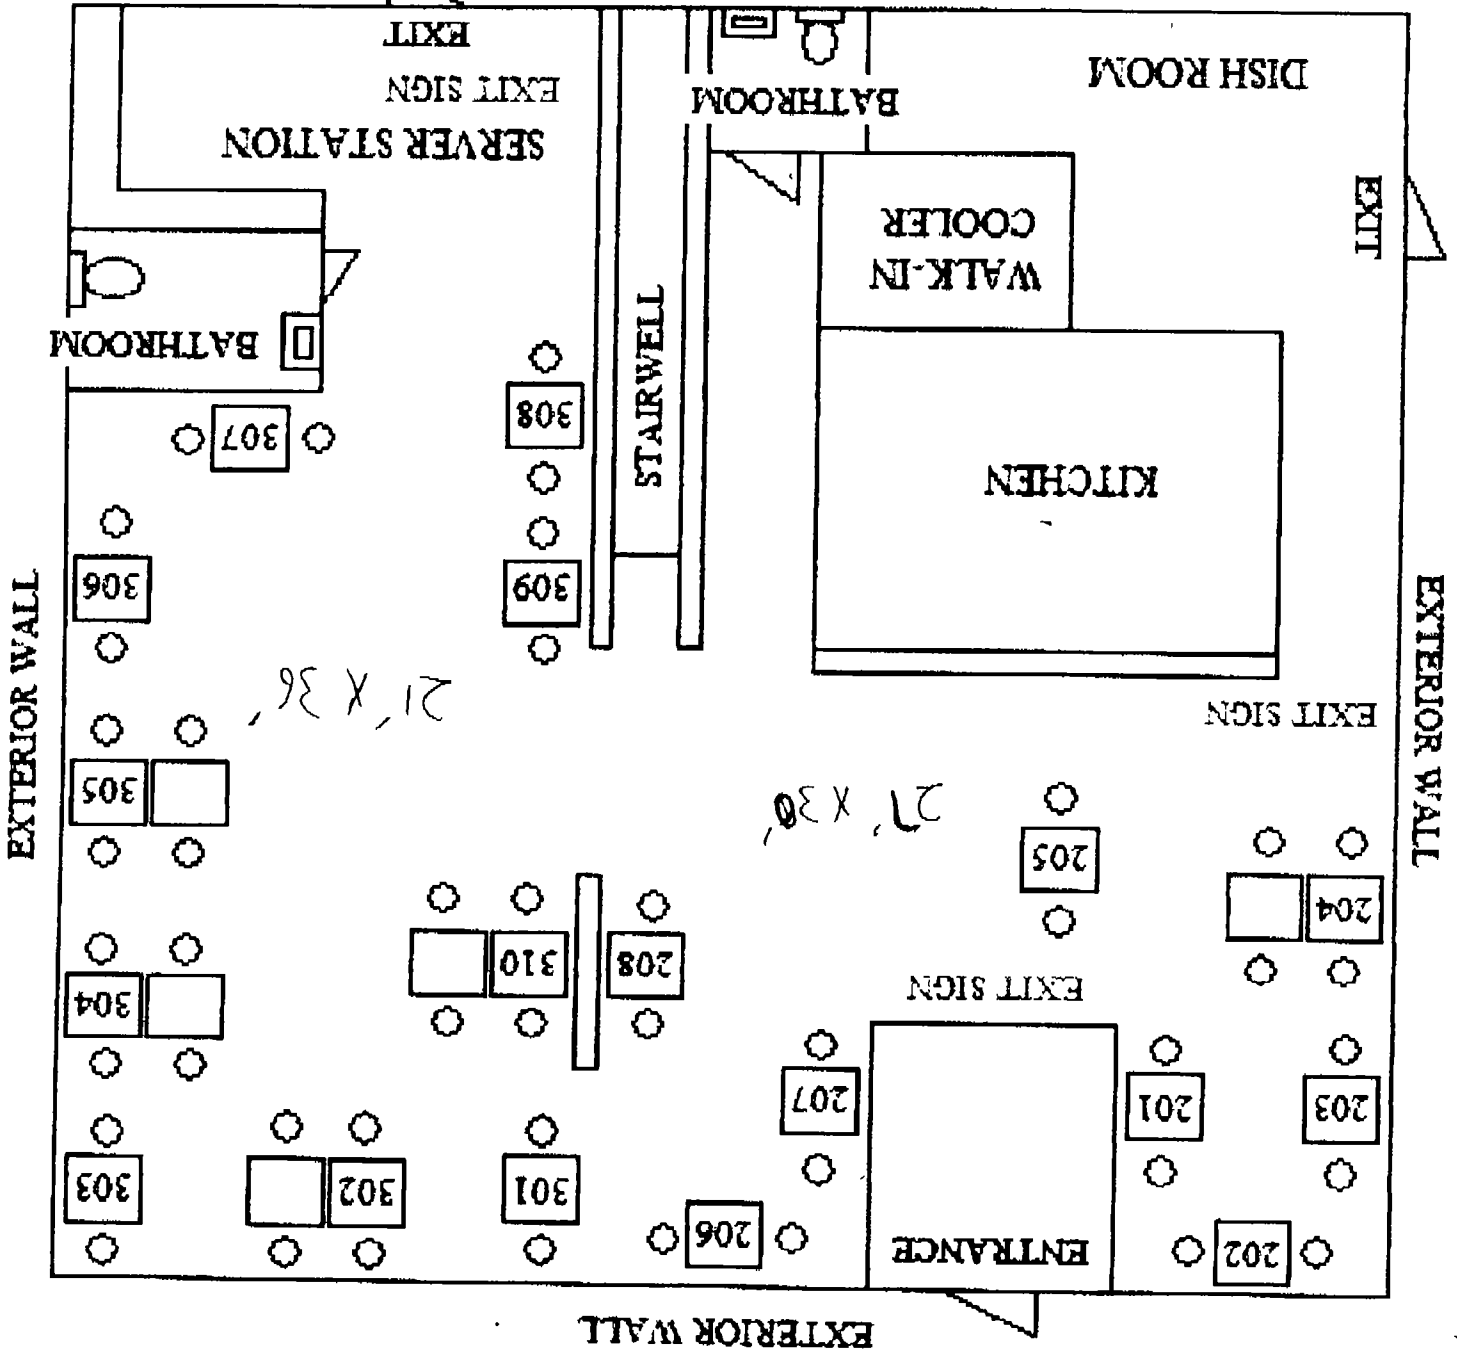 EXTERIOR WALL
202
ENTRANCE
206
301
302
303
203
201
207
EXIT SIGN
304
310
208
204
205
27' X 30'
305
EXTERIOR WALL
EXIT SIGN
21' X 36'
EXTERIOR WALL
309
306
KITCHEN
STAIRWELL
307
308
BATHROOM
WALK-IN
COOLER
EXIT
SERVER STATION
BATHROOM
EXIT SIGN
DISH ROOM
EXIT